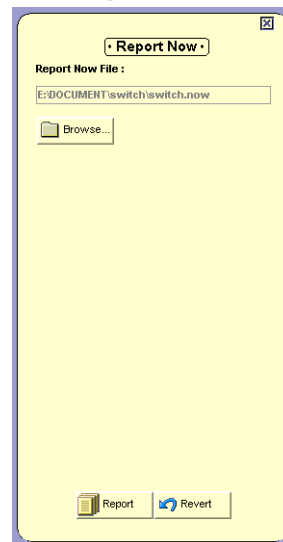 · Report Now ·
Report Now File :
E:\DOCUMENT\switch\switch.now
Browse...
Report
Revert